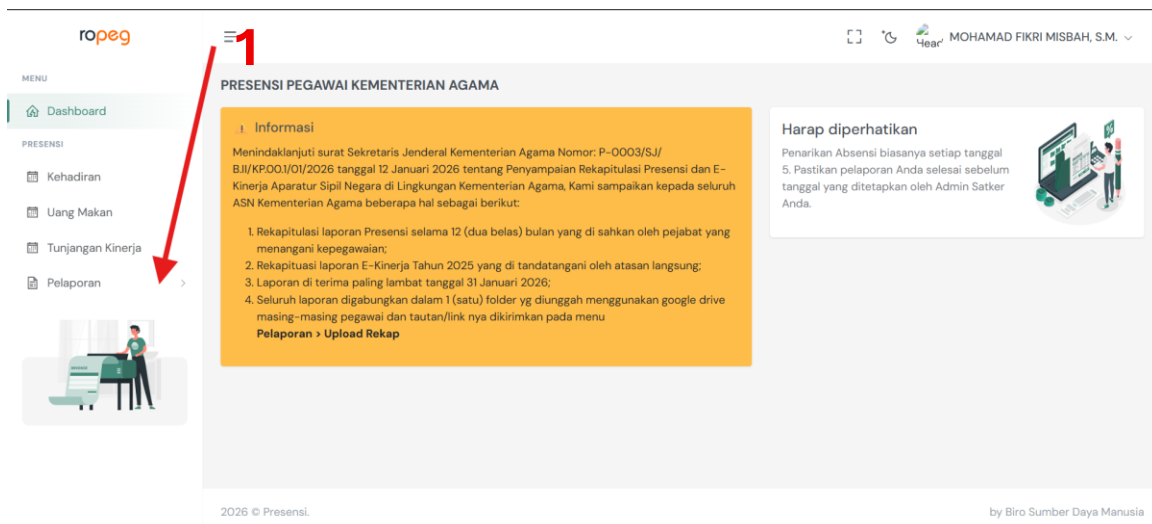 ropeg
1
MOHAMAD FIKRI MISBAH, S.M.
MENU
Dashboard
PRESENSI
Kehadiran
Uang Makan
Tunjangan Kinerja
Pelaporan
PRESENSI PEGAWAI KEMENTERIAN AGAMA
Informasi
Menindaklanjuti surat Sekretaris Jenderal Kementerian Agama Nomor: P-0003/SJ/
B.II/KP.00.1/01/2026 tanggal 12 Januari 2026 tentang Penyampaian Rekapitulasi Presensi dan E-
Kinerja Aparatur Sipil Negara di Lingkungan Kementerian Agama, Kami sampaikan kepada seluruh
ASN Kementerian Agama beberapa hal sebagai berikut:
1. Rekapitulasi laporan Presensi selama 12 (dua belas) bulan yang di sahkan oleh pejabat yang
menangani kepegawaian;
2. Rekapituasi laporan E-Kinerja Tahun 2025 yang di tandatangani oleh atasan langsung;
3. Laporan di terima paling lambat tanggal 31 Januari 2026;
4. Seluruh laporan digabungkan dalam 1 (satu) folder yg diunggah menggunakan google drive
masing-masing pegawai dan tautan/link nya dikirimkan pada menu
Pelaporan > Upload Rekap
Harap diperhatikan
Penarikan Absensi biasanya setiap tanggal
5. Pastikan pelaporan Anda selesai sebelum
tanggal yang ditetapkan oleh Admin Satker
Anda.
2026 © Presensi.
by Biro Sumber Daya Manusia